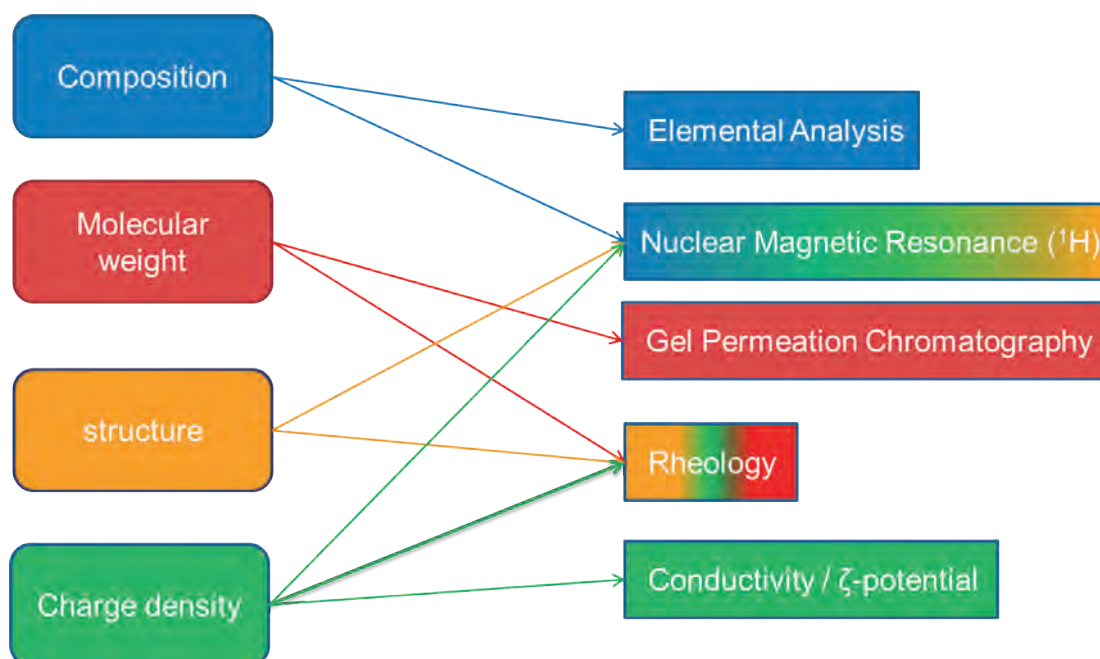 Composition
Molecular
weight
structure
Charge density
Elemental Analysis
Nuclear Magnetic Resonance (¹H)
Gel Permeation Chromatography
Rheology
Conductivity / ζ-potential